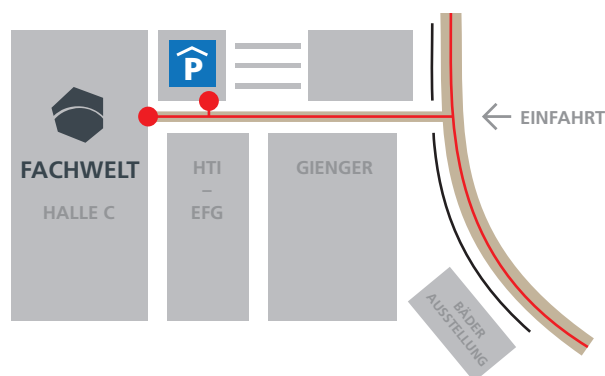 P
EINFAHRT
FACHWELT
HALLE C
HTI
–
EFG
GIENGER
BÄDER
AUSSTELLUNG